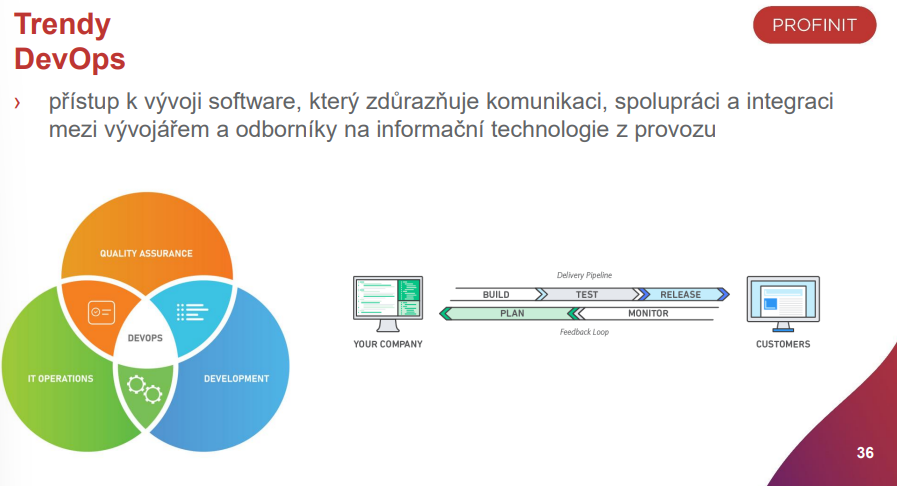 Trendy
DevOps
PROFINIT
› přístup k vývoji software, který zdůrazňuje komunikaci, spolupráci a integraci
mezi vývojářem a odborníky na informační technologie z provozu
QUALITY ASSURANCE
DEVOPS
IT OPERATIONS
DEVELOPMENT
Delivery Pipeline
BUILD
TEST
RELEASE
PLAN
MONITOR
Feedback Loop
YOUR COMPANY
CUSTOMERS
36